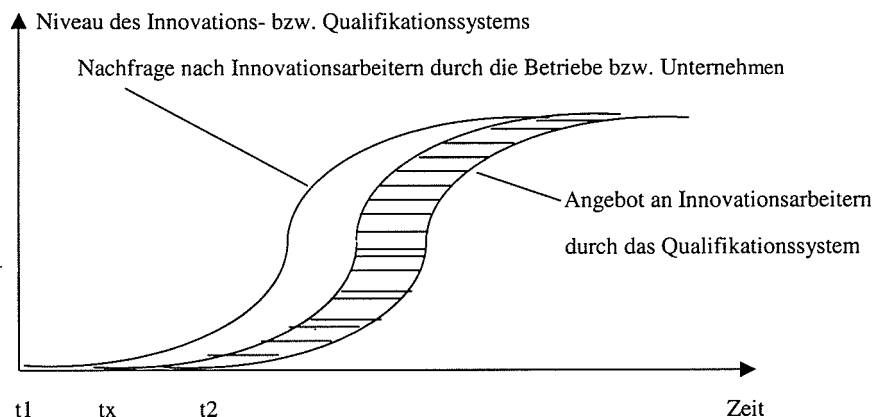 Niveau des Innovations- bzw. Qualifikationssystems
Nachfrage nach Innovationsarbeitern durch die Betriebe bzw. Unternehmen
Angebot an Innovationsarbeitern
durch das Qualifikationssystem
t1 tx t2 Zeit